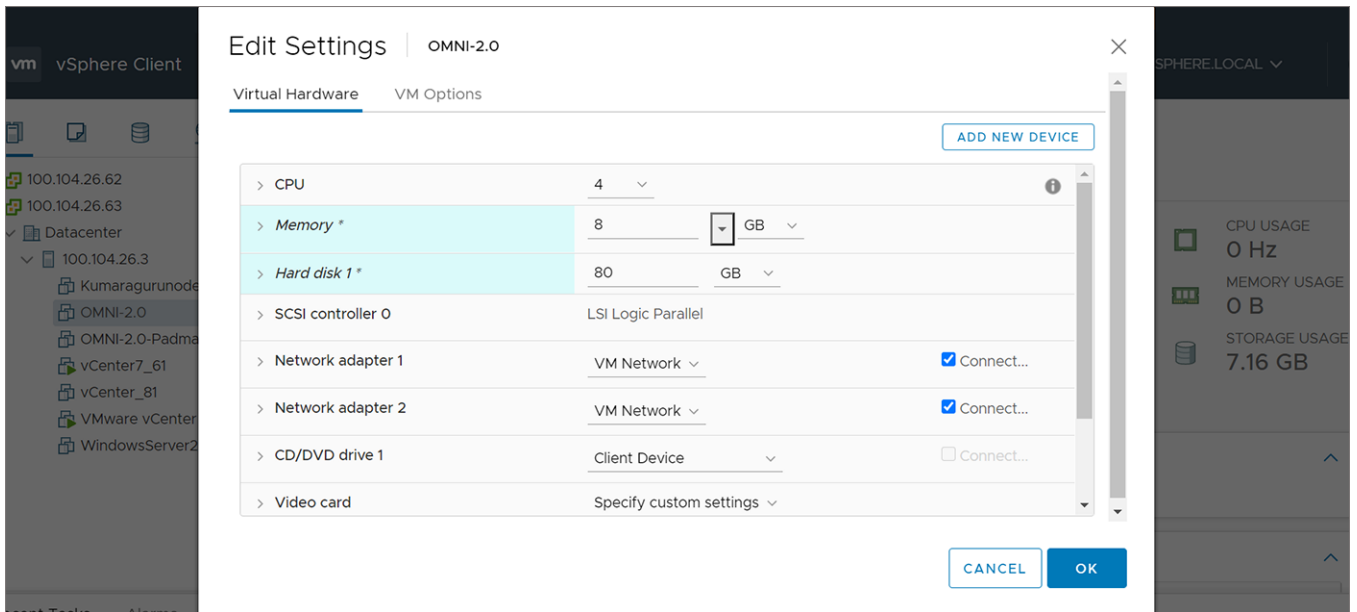 Edit Settings OMNI-2.0
vm vSphere Client
SPHERE.LOCAL
Virtual Hardware VM Options
ADD NEW DEVICE
CPU 4
Memory * 8 GB
Hard disk 1 * 80 GB
SCSI controller 0 LSI Logic Parallel
Network adapter 1 VM Network Connect...
Network adapter 2 VM Network Connect...
CD/DVD drive 1 Client Device Connect...
Video card Specify custom settings
CANCEL OK
100.104.26.62
100.104.26.63
Datacenter
100.104.26.3
Kumaragurunode
OMNI-2.0
OMNI-2.0-Padma
vCenter7_61
vCenter_81
VMware vCenter
WindowsServer2
CPU USAGE
0 Hz
MEMORY USAGE
0 B
STORAGE USAGE
7.16 GB